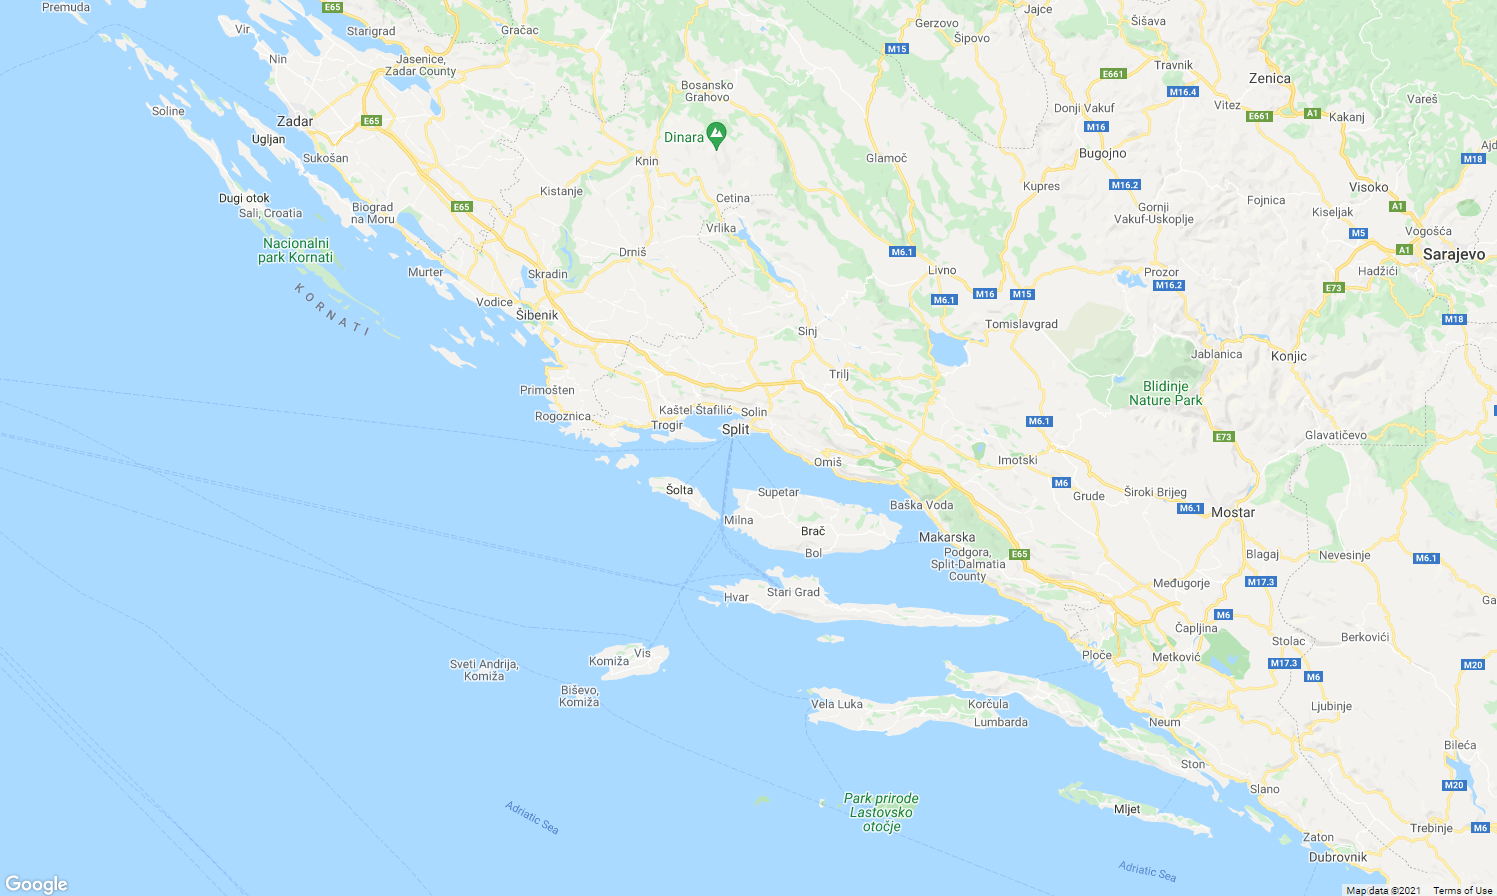 Premuda
E65
Jajce
Vir
Starigrad
Gračac
Gerzovo
Šipovo
Šišava
M15
Nin
Jasenice,
Zadar County
Travnik
Zenica
E661
Bosansko
Grahovo
M16.4
Vareš
Soline
Donji Vakuf
Vitez
E661
A1
Kakanj
Zadar
E65
M16
Ugljan
Dinara
Ajd
Sukošan
Knin
Glamoč
Bugojno
M18
Kistanje
Kupres
M16.2
Visoko
Dugi otok
Cetina
Fojnica
Sali, Croatia
Biograd
na Moru
E65
Gornji
Vakuf-Uskoplje
Kiseljak
A1
Vrlika
M5
Vogošća
Nacionalni
park Kornati
Drniš
M6.1
A1
Sarajevo
Murter
Skradin
Livno
Prozor
Hadžići
M16.2
E73
KORNATI
Vodice
M6.1
M16
M15
Šibenik
Sinj
Tomislavgrad
M18
Jablanica
Konjic
Trilj
Primošten
Blidinje
Nature Park
Rogoznica
Kaštel Štafilić
Solin
Trogir
Split
M6.1
E73
Glavatičevo
Omiš
Imotski
M6
Šolta
Supetar
Grude
Široki Brijeg
Baška Voda
M6.1
Mostar
Milna
Brač
Makarska
Bol
Podgora,
Split-Dalmatia
County
E65
Blagaj
Nevesinje
M6.1
Međugorje
M17.3
Hvar
Stari Grad
M6
Čapljina
Stolac
Berkovići
Vis
Komiža
Ploče
Metković
M17.3
M20
Sveti Andrija,
Komiža
M6
Biševo,
Komiža
Vela Luka
Korčula
Lumbarda
Ljubinje
Neum
Bileća
Ston
M20
Slano
Park prirode
Lastovsko
otočje
Mljet
Adriatic Sea
Zaton
Trebinje
M6
Dubrovnik
Adriatic Sea
Google
Map data ©2021
Terms of Use